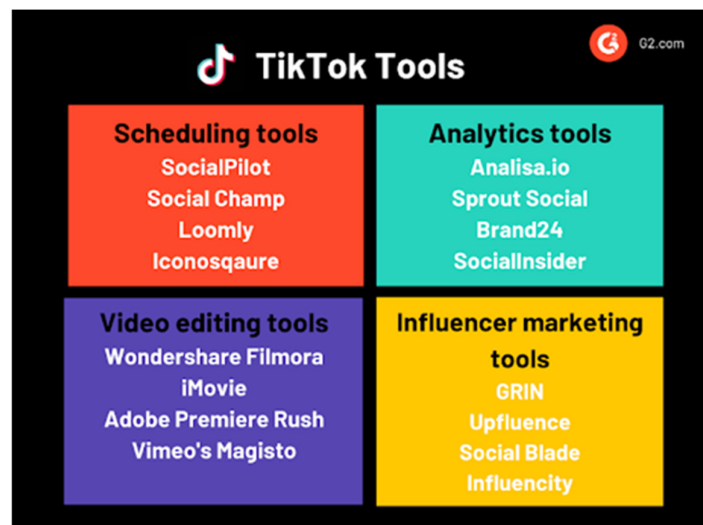 TikTok Tools
G2.com
Scheduling tools
SocialPilot
Social Champ
Loomly
Iconosqaure
Analytics tools
Analisa.io
Sprout Social
Brand24
SocialInsider
Video editing tools
Wondershare Filmora
iMovie
Adobe Premiere Rush
Vimeo's Magisto
Influencer marketing
tools
GRIN
Upfluence
Social Blade
Influencity